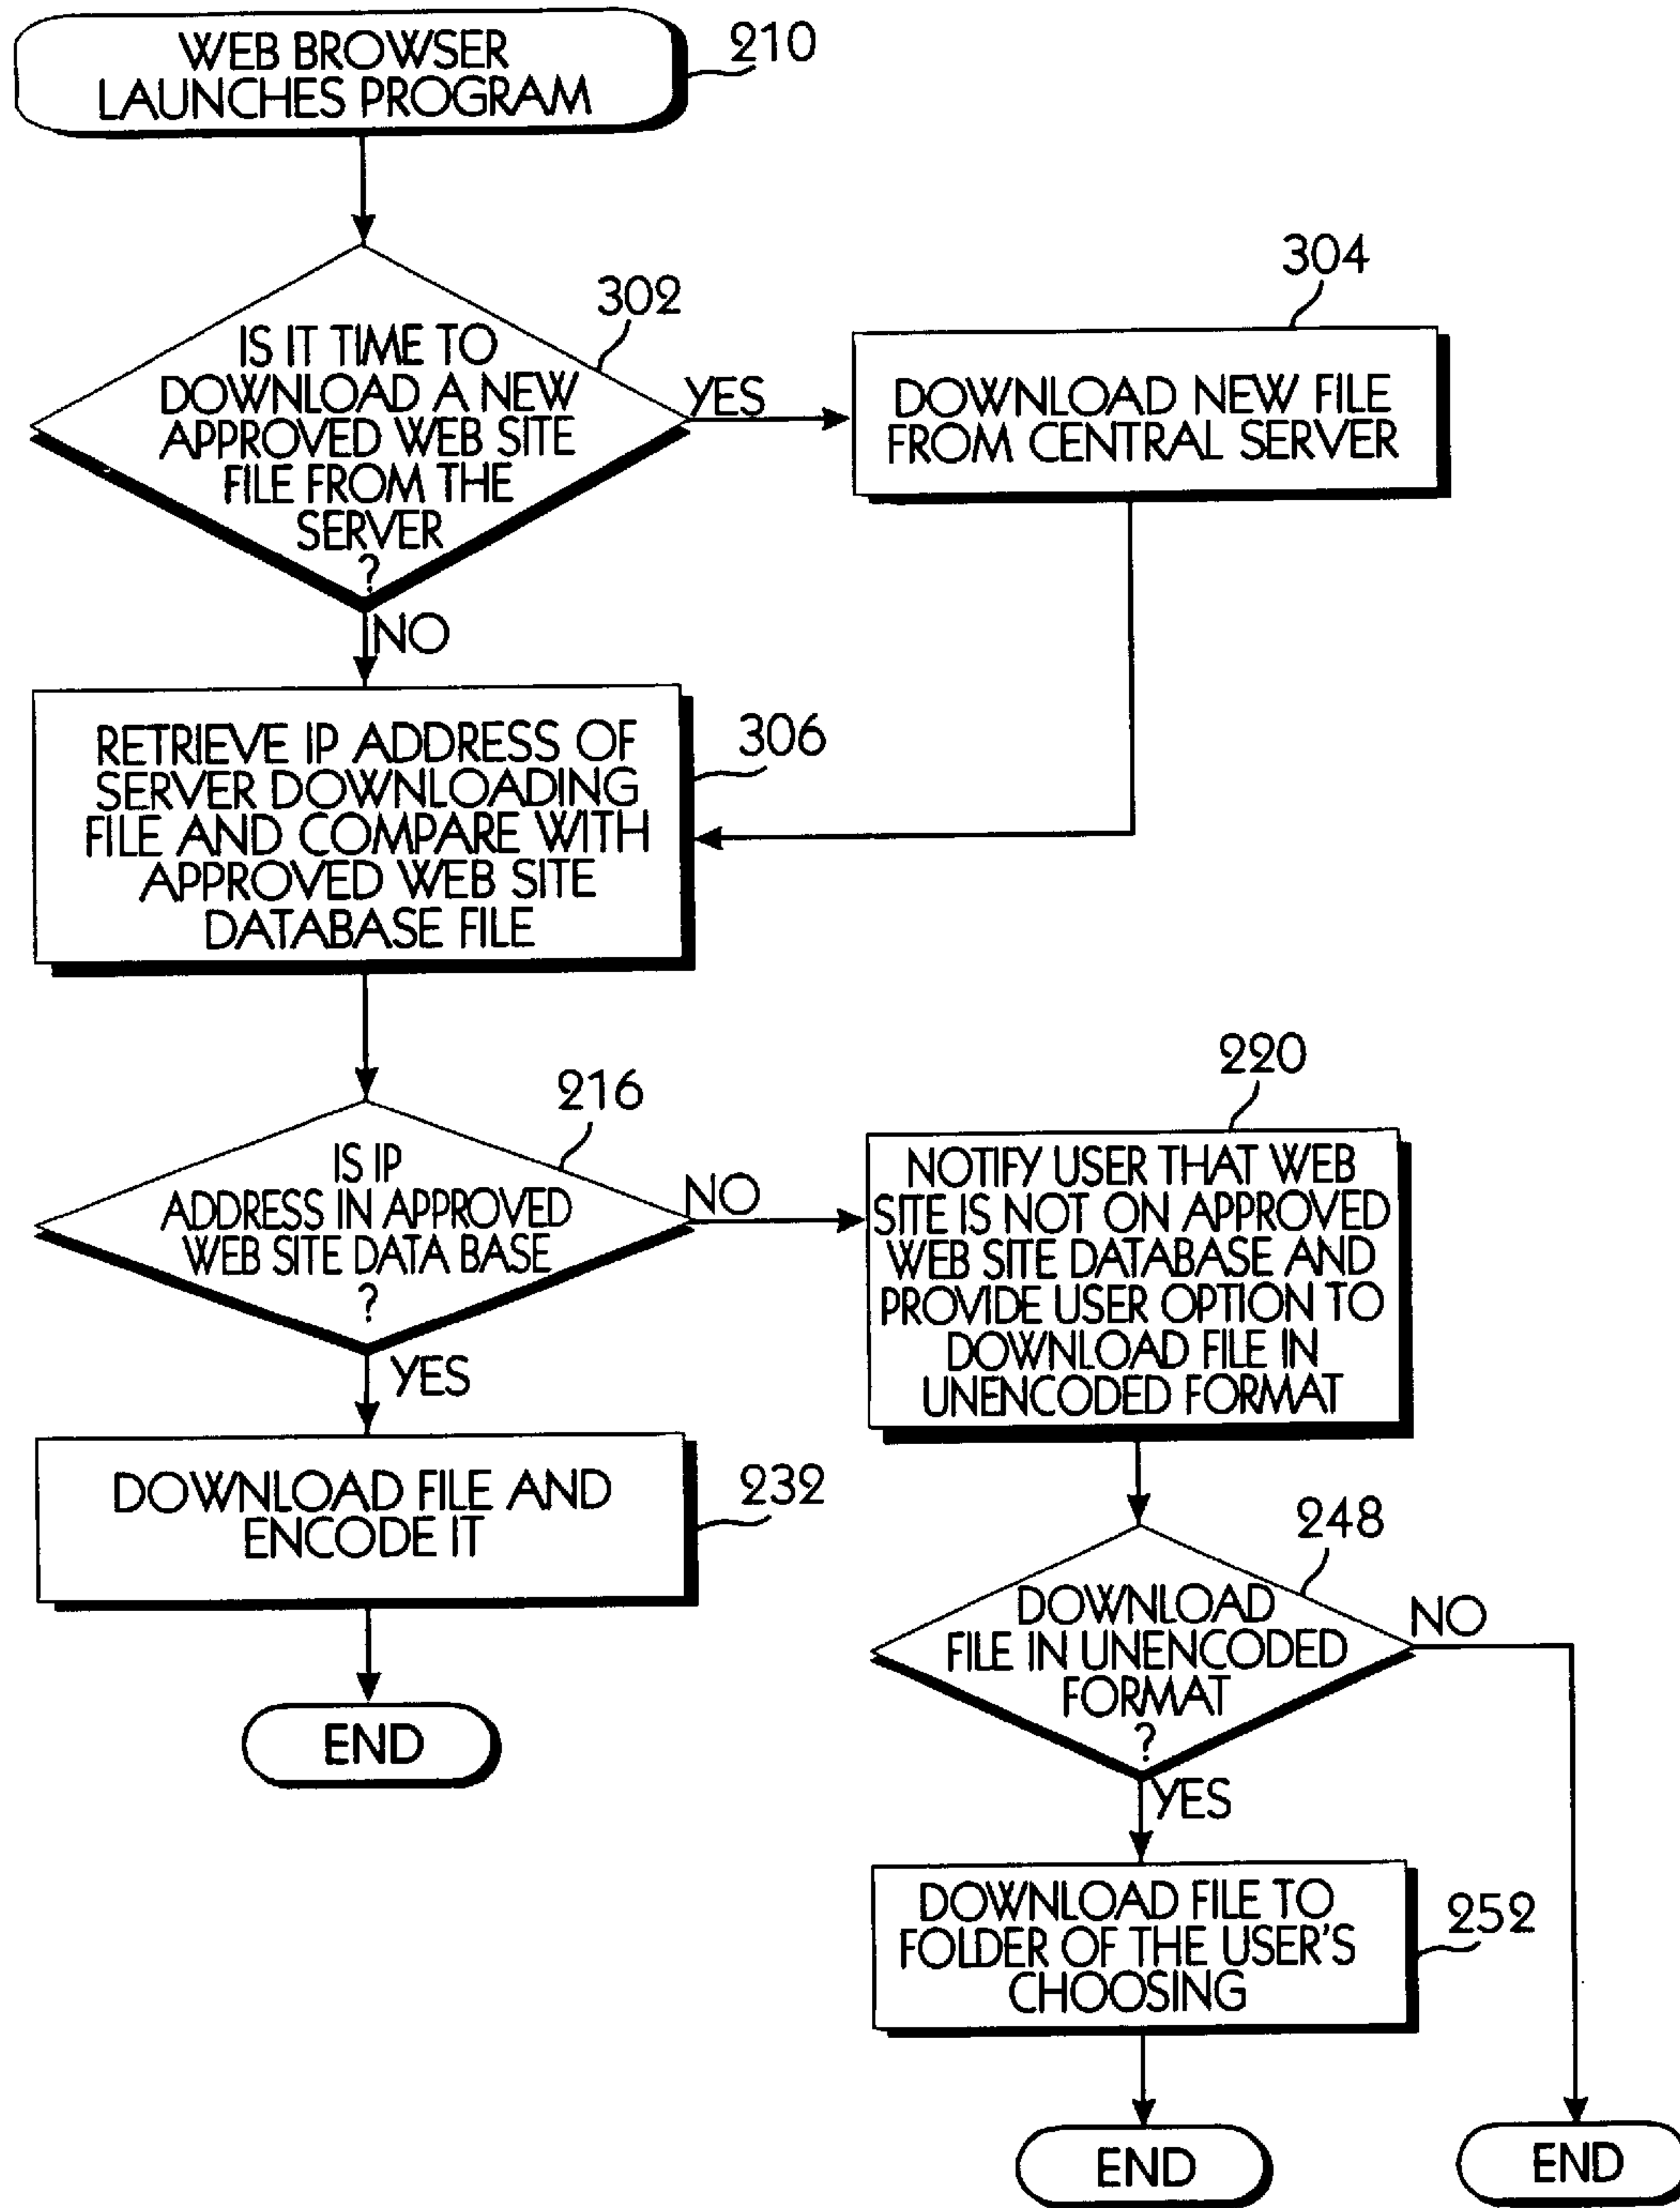 WEB BROWSER
LAUNCHES PROGRAM
210
IS IT TIME TO
DOWNLOAD A NEW
APPROVED WEB SITE
FILE FROM THE
SERVER
?
302
YES
304
DOWNLOAD NEW FILE
FROM CENTRAL SERVER
NO
RETRIEVE IP ADDRESS OF
SERVER DOWNLOADING
FILE AND COMPARE WITH
APPROVED WEB SITE
DATABASE FILE
306
216
IS IP
ADDRESS IN APPROVED
WEB SITE DATA BASE
?
NO
220
NOTIFY USER THAT WEB
SITE IS NOT ON APPROVED
WEB SITE DATABASE AND
PROVIDE USER OPTION TO
DOWNLOAD FILE IN
UNENCODED FORMAT
YES
DOWNLOAD FILE AND
ENCODE IT
232
END
248
DOWNLOAD
FILE IN UNENCODED
FORMAT
?
NO
YES
DOWNLOAD FILE TO
FOLDER OF THE USER'S
CHOOSING
252
END
END